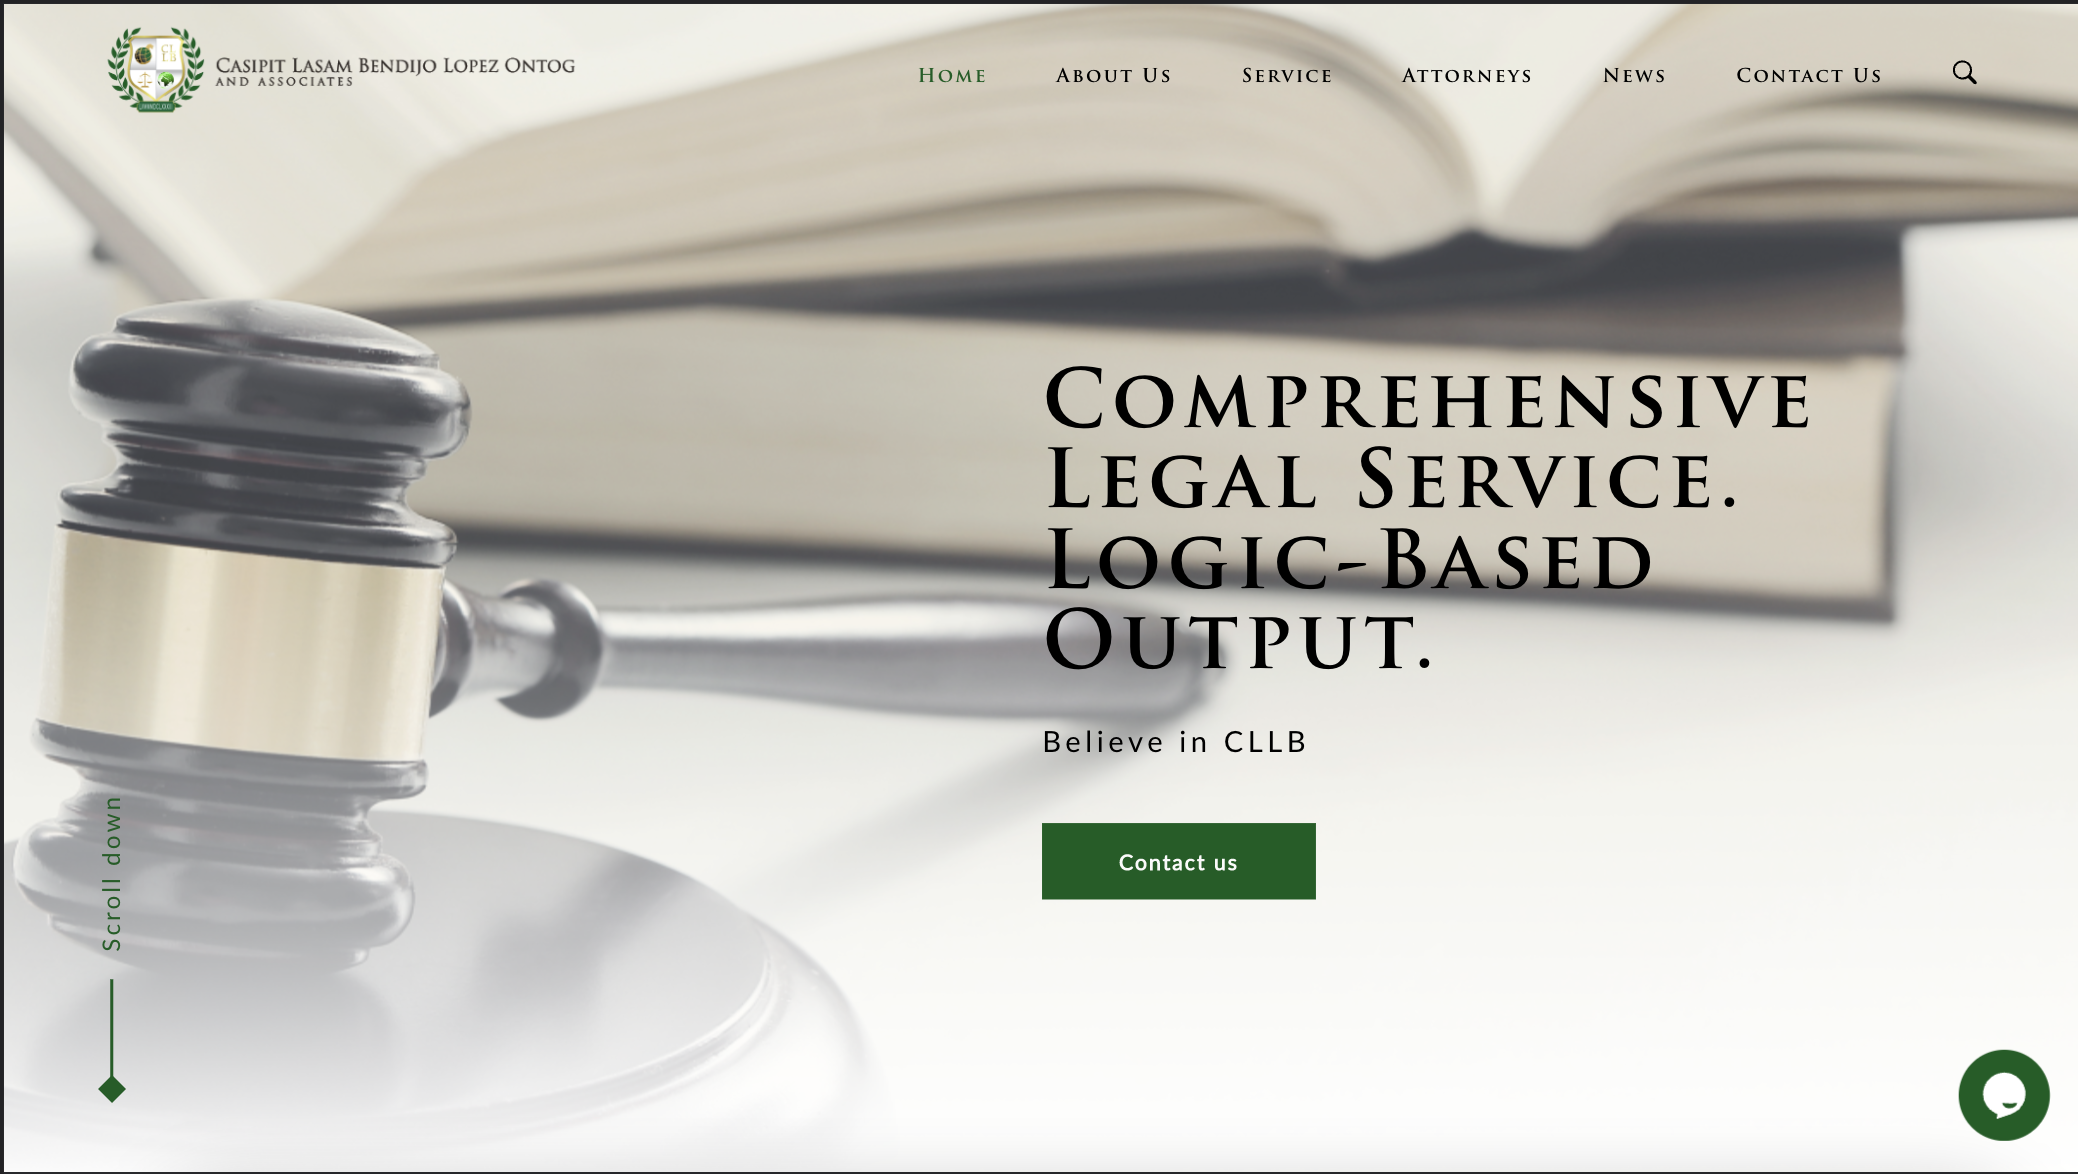 Casipit Lasam Bendijo Lopez Ontog
and Associates
Home
About Us
Service
Attorneys
News
Contact Us
Comprehensive
Legal Service.
Logic-Based
Output.
Believe in CLLB
Contact us
Scroll down